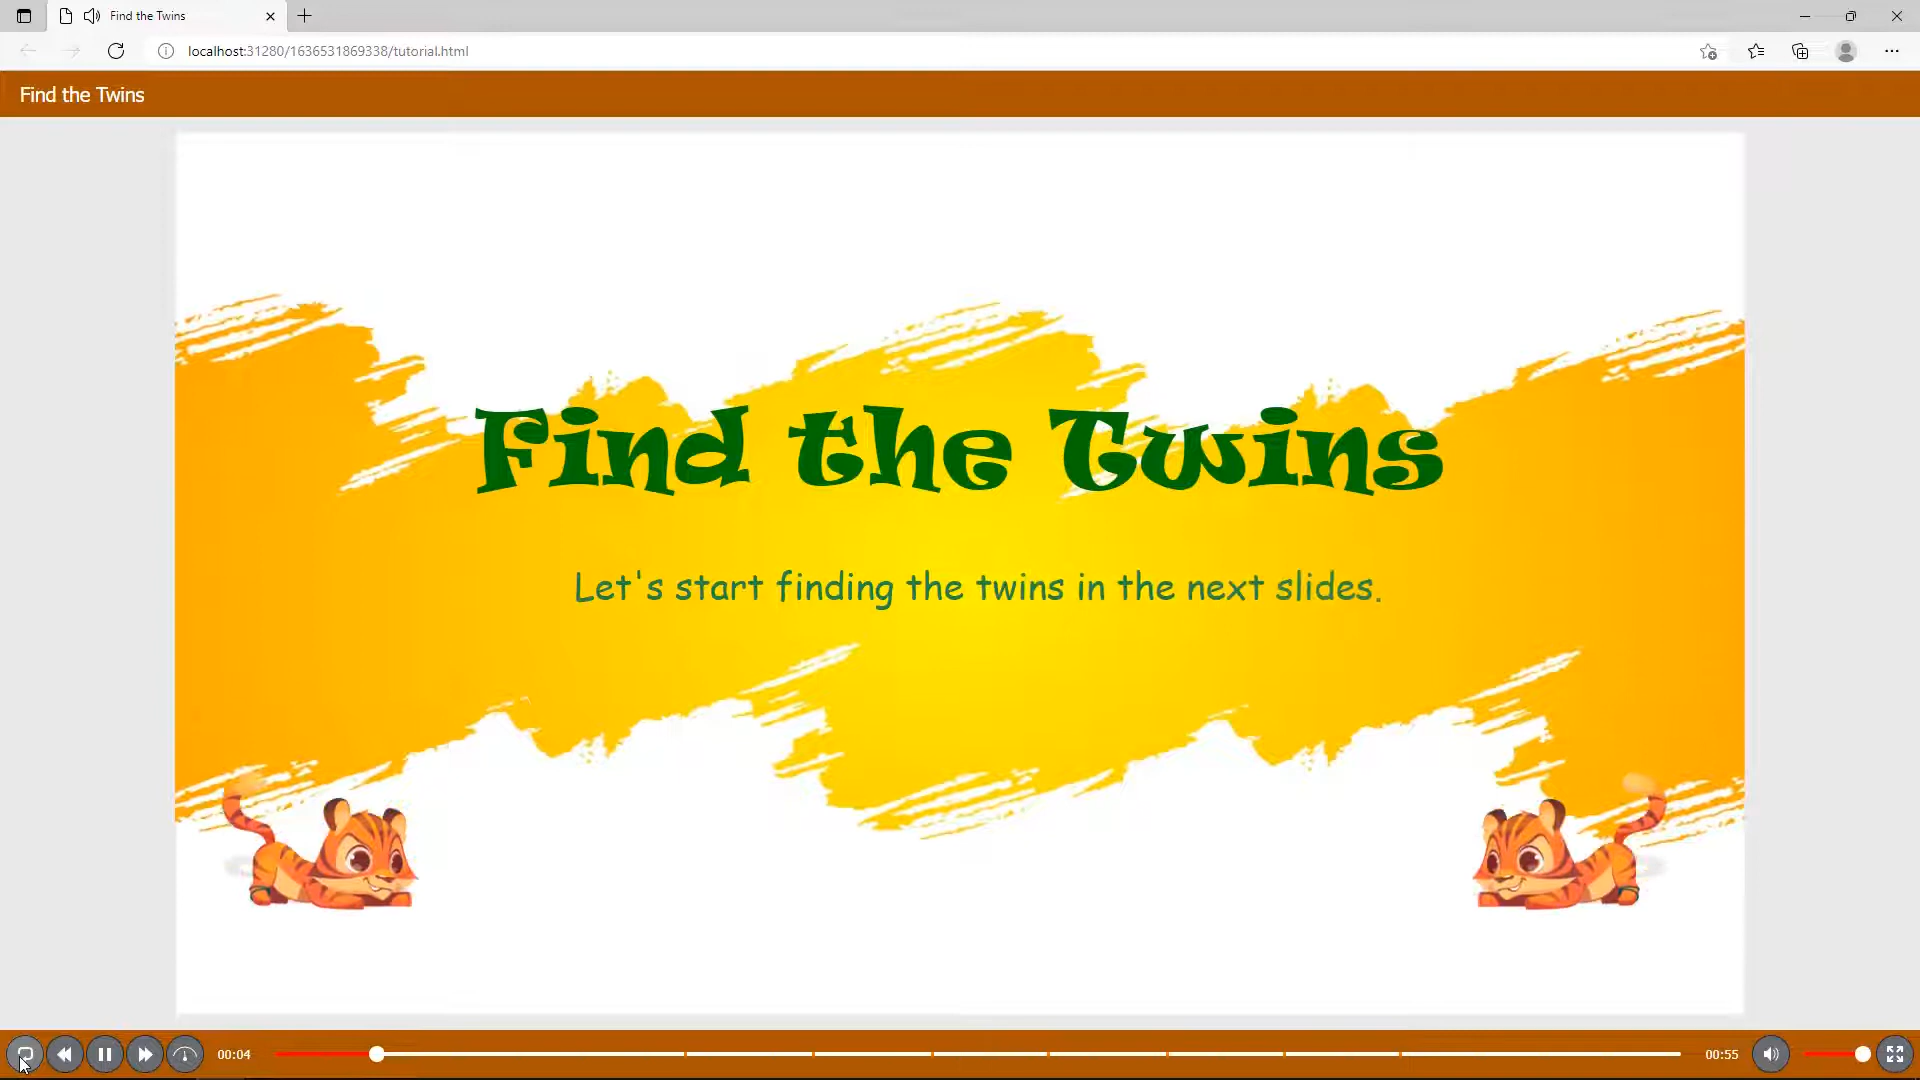 Find the Twins
localhost:31280/1636531869338/tutorial.html
Find the Twins
Find the Twins
Let's start finding the twins in the next slides.
00:04
00:55